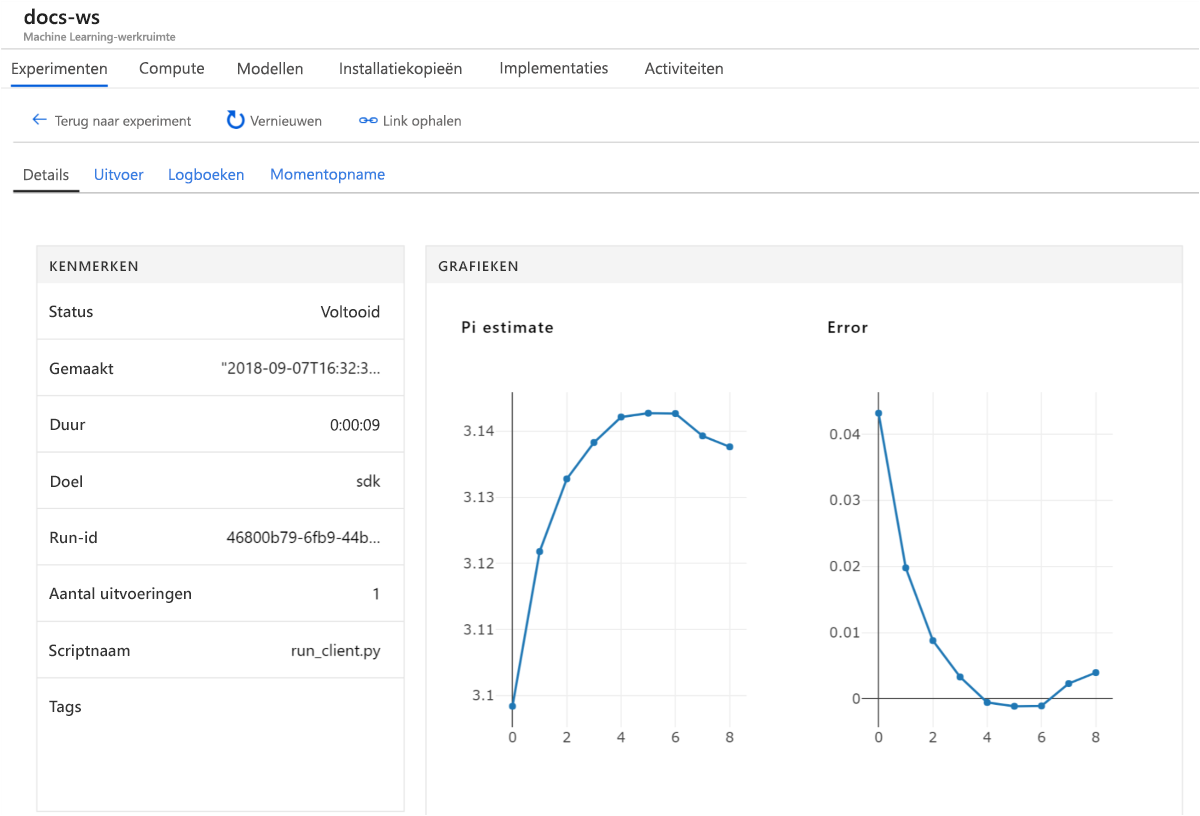 docs-ws
Machine Learning-werkruimte
Experimenten Compute Modellen Installatiekopieën Implementaties Activiteiten
Terug naar experiment Vernieuwen Link ophalen
Details Uitvoer Logboeken Momentopname
KENMERKEN
Status Voltooid
Gemaakt "2018-09-07T16:32:3...
Duur 0:00:09
Doel sdk
Run-id 46800b79-6fb9-44b...
Aantal uitvoeringen 1
Scriptnaam run_client.py
Tags
GRAFIEKEN
Pi estimate
3.14
3.13
3.12
3.11
3.1
0 2 4 6 8
Error
0.04
0.03
0.02
0.01
0
0 2 4 6 8